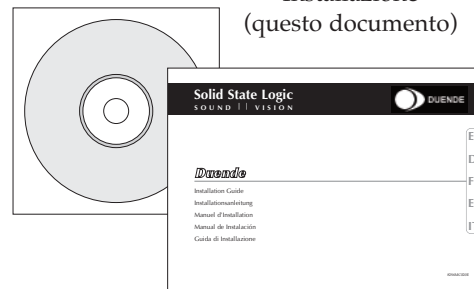 (questo documento)
Solid State Logic
SOUND || VISION
DUENDE
E
D
F
E
IT
Duende
Installation Guide
Installationsanleitung
Manuel d'Installation
Manual de Instalación
Guida di Installazione